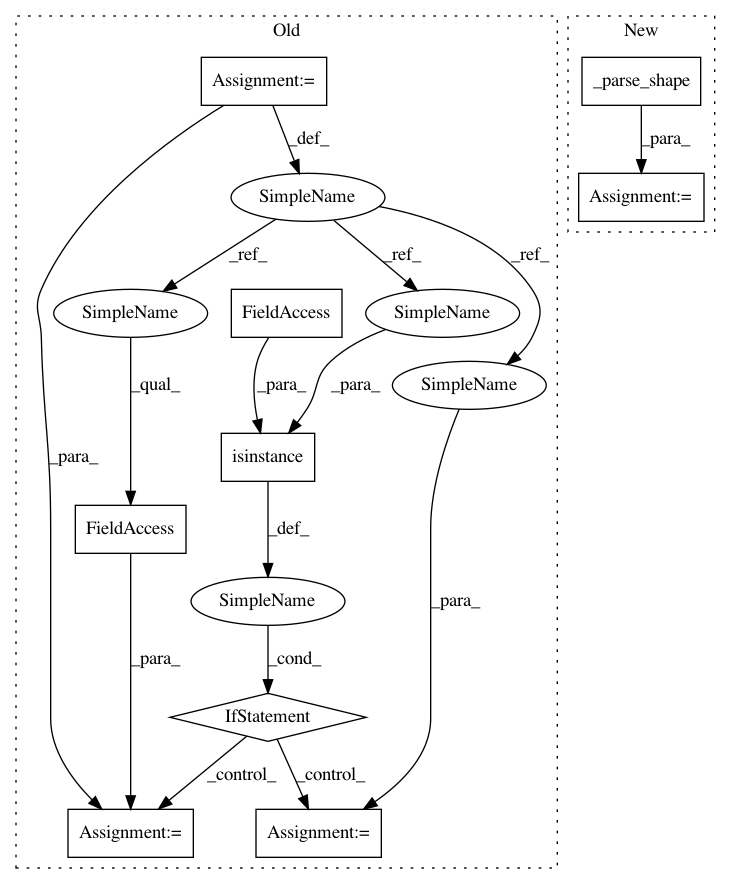 Old
New
Assignment:=
_parse_shape
_def_
_para_
SimpleName
Assignment:=
_ref_
_ref_
_ref_
SimpleName
FieldAccess
SimpleName
SimpleName
_qual_
_para_
_para_
_para_
isinstance
FieldAccess
_def_
SimpleName
_para_
_para_
_cond_
IfStatement
_control_
_control_
Assignment:=
Assignment:=